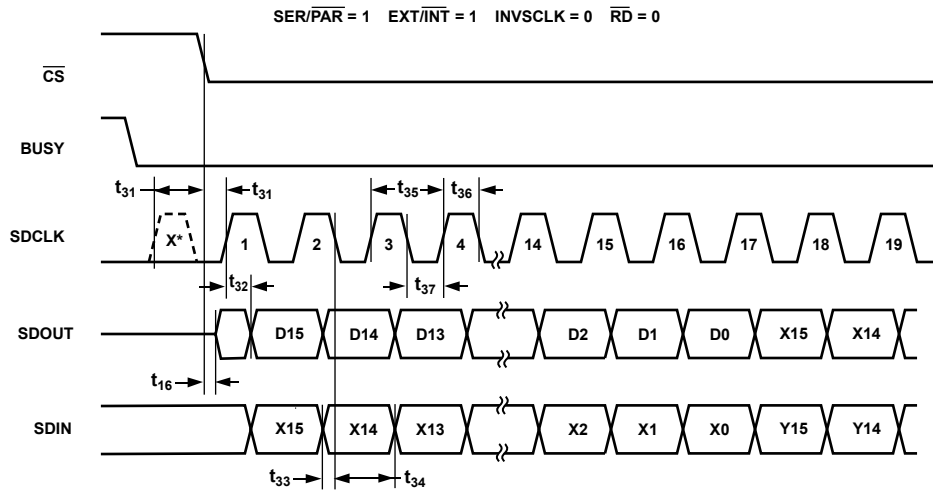 SER/PAR = 1 EXT/INT = 1 INVSCLK = 0 RD = 0
CS
BUSY
t31 t31 t35 t36
SDCLK X* 1 2 3 4 14 15 16 17 18 19
t32 t37
SDOUT D15 D14 D13 D2 D1 D0 X15 X14
t16
SDIN X15 X14 X13 X2 X1 X0 Y15 Y14
t33 t34